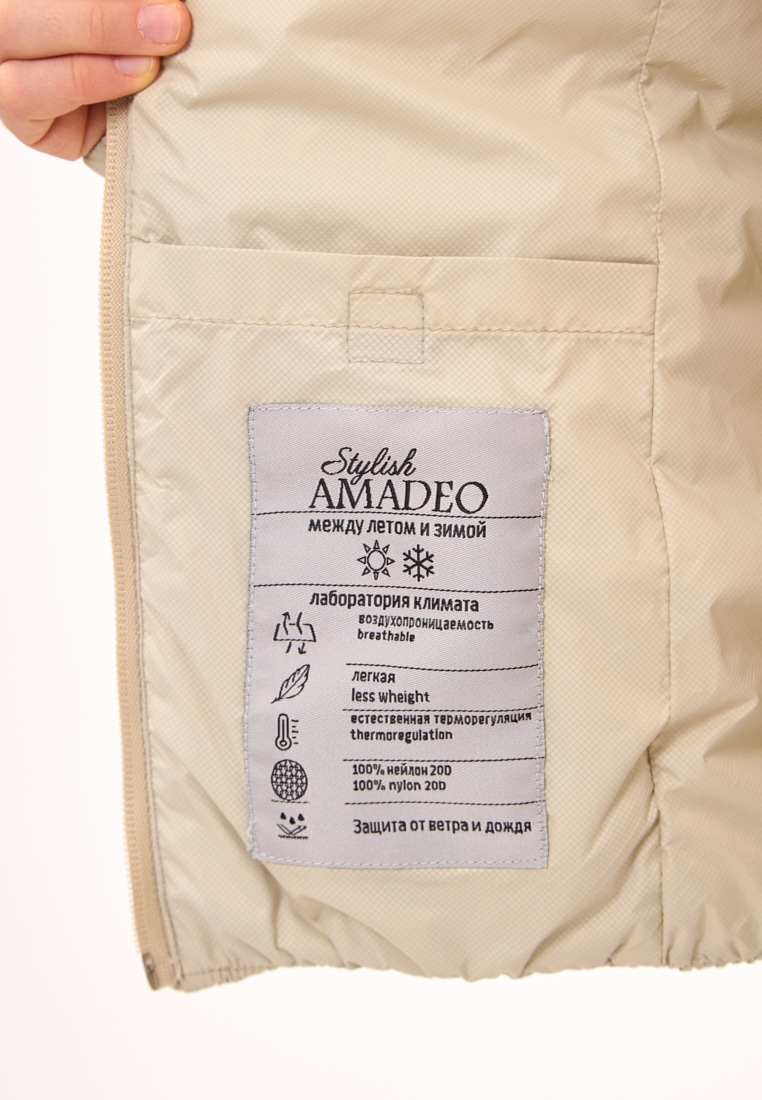 Stylish
AMADEO
между летом и зимой
лаборатория климата
воздухопроницаемость
breathable
легкая
less wheight
естественная терморегуляция
thermoregulation
100% нейлон 20D
100% nylon 20D
Защита от ветра и дождя